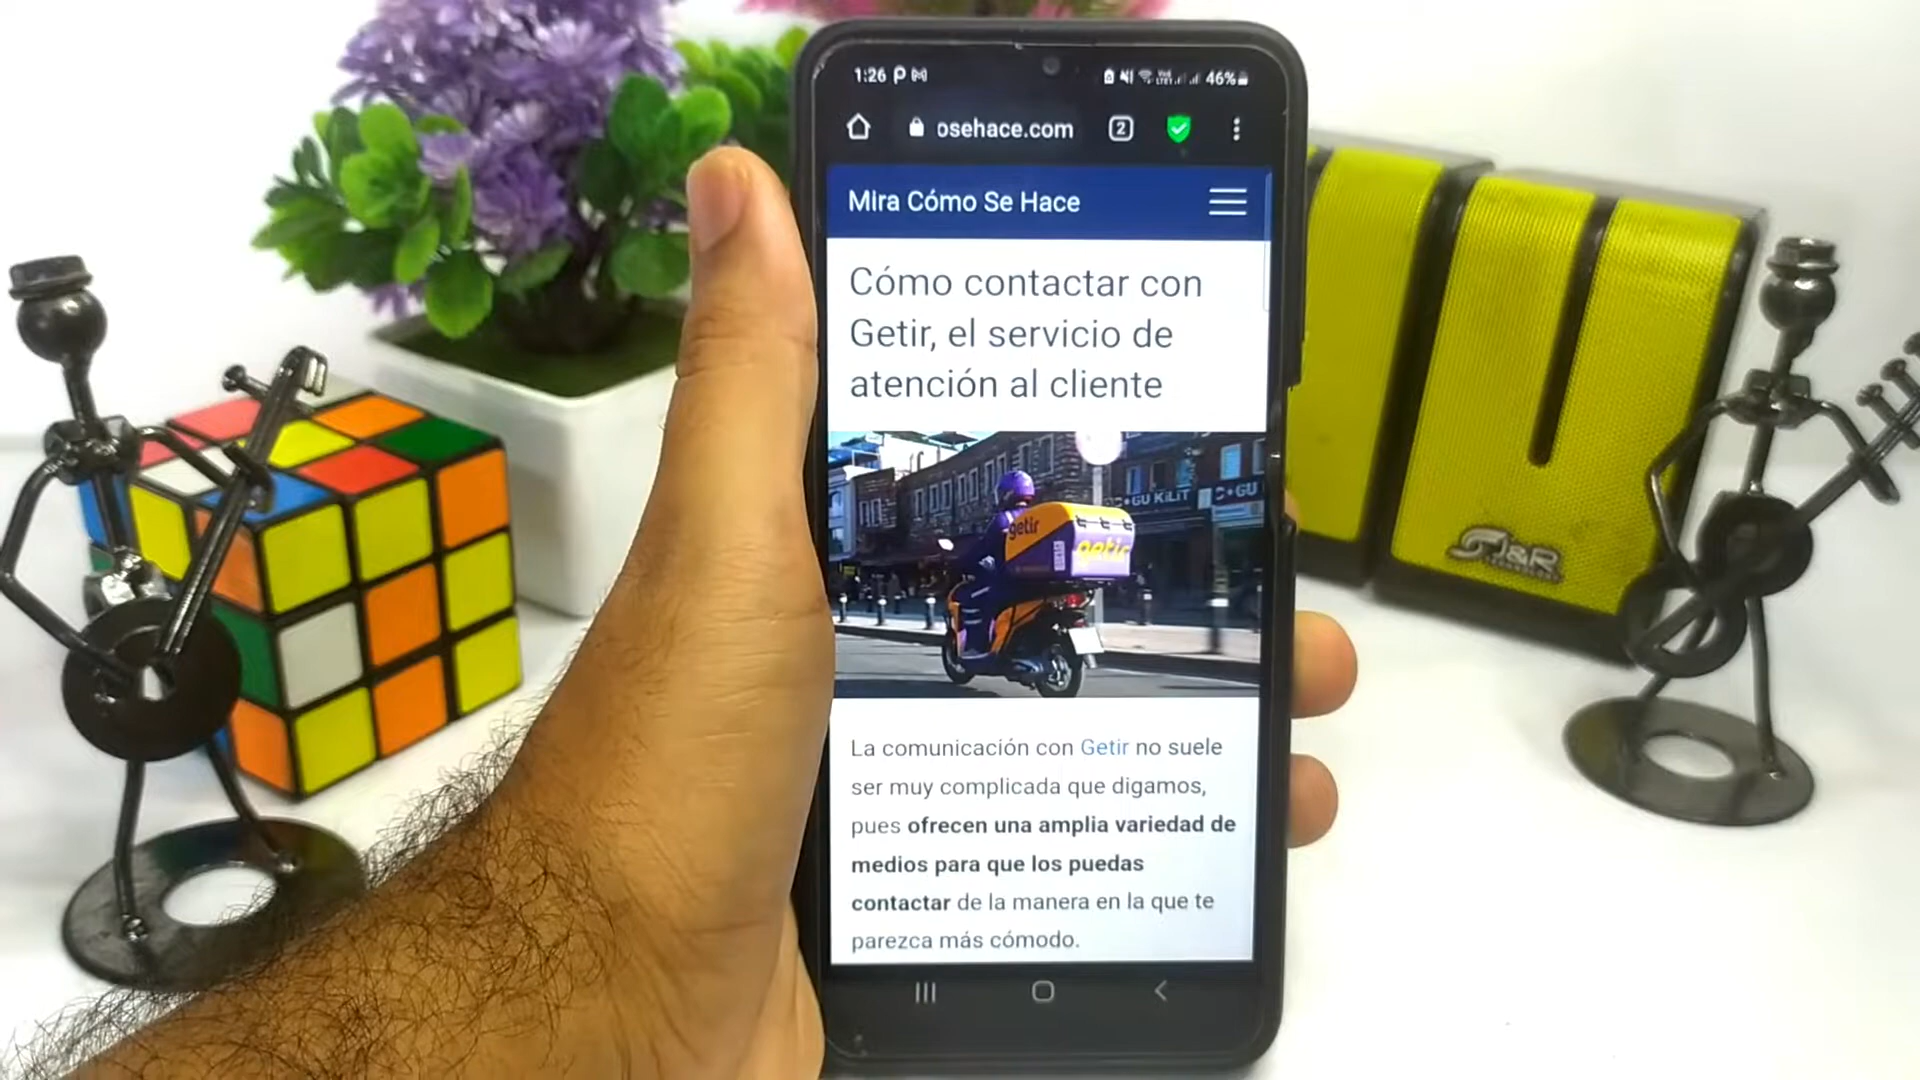 1:26
46%
osehace.com
2
Mira Cómo Se Hace
Cómo contactar con
Getir, el servicio de
atención al cliente
GU KiLiT
GU
getir
getir
J&R
La comunicación con Getir no suele
ser muy complicada que digamos,
pues ofrecen una amplia variedad de
medios para que los puedas
contactar de la manera en la que te
parezca más cómodo.